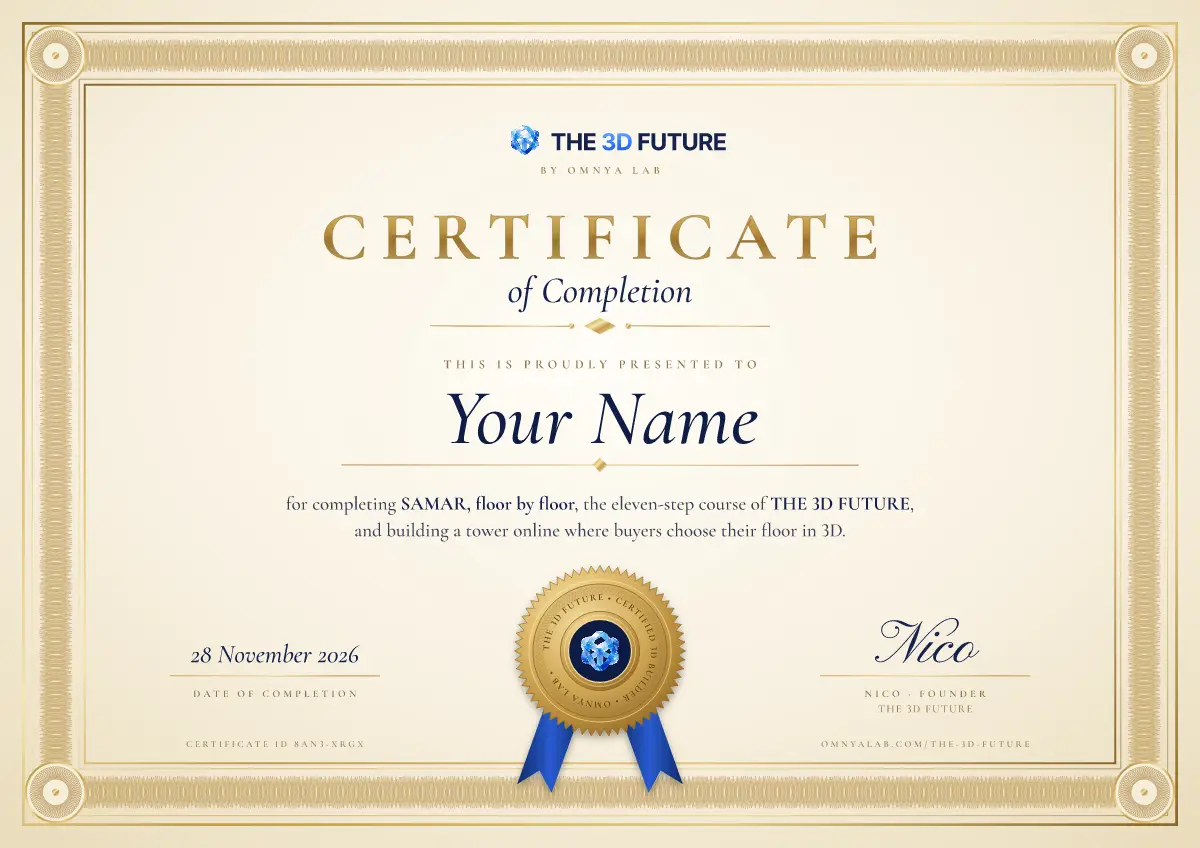 THE 3D FUTURE
BY OMNYA LAB
CERTIFICATE
of Completion
THIS IS PROUDLY PRESENTED TO
Your Name
for completing SAMAR, floor by floor, the eleven-step course of THE 3D FUTURE,
and building a tower online where buyers choose their floor in 3D.
THE 3D FUTURE • CERTIFIED 3D BUILDER • OMNYA LAB •
28 November 2026
DATE OF COMPLETION
CERTIFICATE ID 8AN3-XRGX
Nico
NICO · FOUNDER
THE 3D FUTURE
OMNYALAB.COM/THE-3D-FUTURE